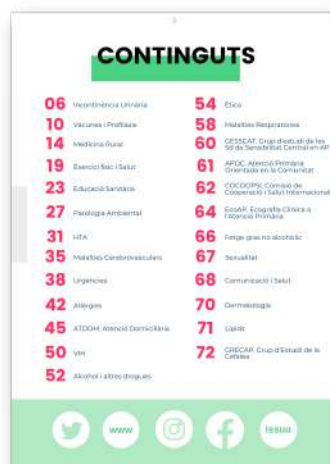 CONTINGUTS
06 Incontinència Urinària
10 Vacunes i Profilaxis
14 Medicina Rural
19 Exercici físic i Salut
23 Educació Sanitària
27 Patologia Ambiental
31 HTA
35 Malalties Cerebrovasculars
38 Urgències
42 Al·lèrgies
45 ATDOM: Atenció Domiciliària
50 VIH
52 Alcohol i altres drogues
54 Ètica
58 Malalties Respiratòries
60 GESSCAT. Grup d'estudi de les
Sd de Sensibilitat Central en AP
61 APOC. Atenció Primària
Orientada en la Comunitat
62 COCOOPSI: Comissió de
Cooperació i Salut Internacional
64 EcoAP. Ecografia Clínica a
l'Atenció Primària
66 Fetge gras no alcohòlic
67 Sexualitat
68 Comunicació i Salut
70 Dermatologia
71 Lípids
72 GRECAP: Grup d'Estudi de la
Cefalea
www